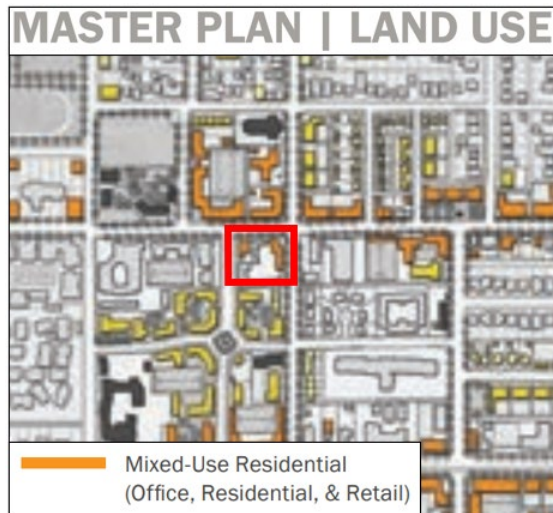 MASTER PLAN | LAND USE
Mixed-Use Residential
(Office, Residential, & Retail)